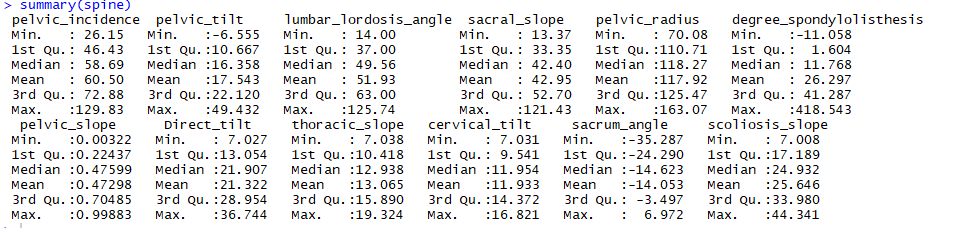 > summary(spine)
pelvic_incidence pelvic_tilt lumbar_lordosis_angle sacral_slope pelvic_radius degree_spondylolisthesis
Min. : 26.15 Min. :-6.555 Min. : 14.00 Min. : 13.37 Min. : 70.08 Min. :-11.058
1st Qu.: 46.43 1st Qu.:10.667 1st Qu.: 37.00 1st Qu.: 33.35 1st Qu.:110.71 1st Qu.: 1.604
Median : 58.69 Median :16.358 Median : 49.56 Median : 42.40 Median :118.27 Median : 11.768
Mean : 60.50 Mean :17.543 Mean : 51.93 Mean : 42.95 Mean :117.92 Mean : 26.297
3rd Qu.: 72.88 3rd Qu.:22.120 3rd Qu.: 63.00 3rd Qu.: 52.70 3rd Qu.:125.47 3rd Qu.: 41.287
Max. :129.83 Max. :49.432 Max. :125.74 Max. :121.43 Max. :163.07 Max. :418.543
pelvic_slope Direct_tilt thoracic_slope cervical_tilt sacrum_angle scoliosis_slope
Min. :0.00322 Min. : 7.027 Min. : 7.038 Min. : 7.031 Min. :-35.287 Min. : 7.008
1st Qu.:0.22437 1st Qu.:13.054 1st Qu.:10.418 1st Qu.: 9.541 1st Qu.:-24.290 1st Qu.:17.189
Median :0.47599 Median :21.907 Median :12.938 Median :11.954 Median :-14.623 Median :24.932
Mean :0.47298 Mean :21.322 Mean :13.065 Mean :11.933 Mean :-14.053 Mean :25.646
3rd Qu.:0.70485 3rd Qu.:28.954 3rd Qu.:15.890 3rd Qu.:14.372 3rd Qu.: -3.497 3rd Qu.:33.980
Max. :0.99883 Max. :36.744 Max. :19.324 Max. :16.821 Max. : 6.972 Max. :44.341